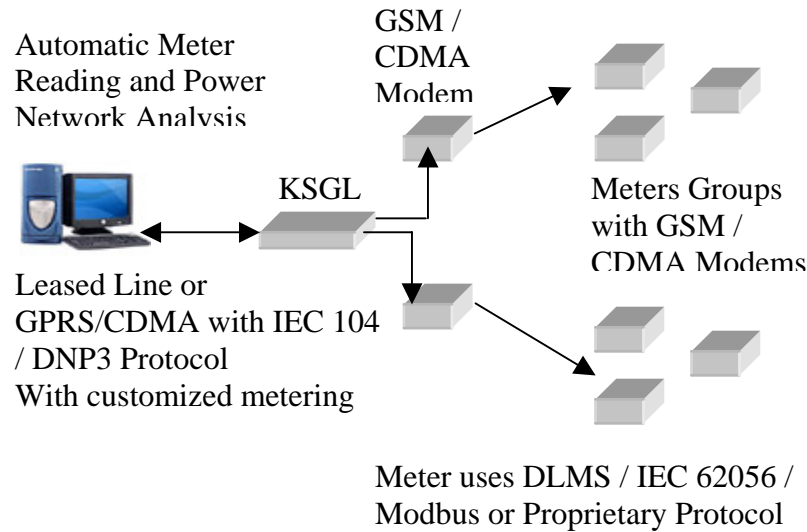 Automatic Meter
Reading and Power
Network Analysis
GSM /
CDMA
Modem
KSGL
Meters Groups
with GSM /
CDMA Modems
Leased Line or
GPRS/CDMA with IEC 104
/ DNP3 Protocol
With customized metering
Meter uses DLMS / IEC 62056 /
Modbus or Proprietary Protocol